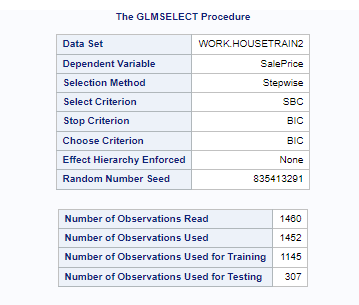 The GLMSELECT Procedure
Data Set WORK.HOUSETRAIN2
Dependent Variable SalePrice
Selection Method Stepwise
Select Criterion SBC
Stop Criterion BIC
Choose Criterion BIC
Effect Hierarchy Enforced None
Random Number Seed 835413291
Number of Observations Read 1460
Number of Observations Used 1452
Number of Observations Used for Training 1145
Number of Observations Used for Testing 307